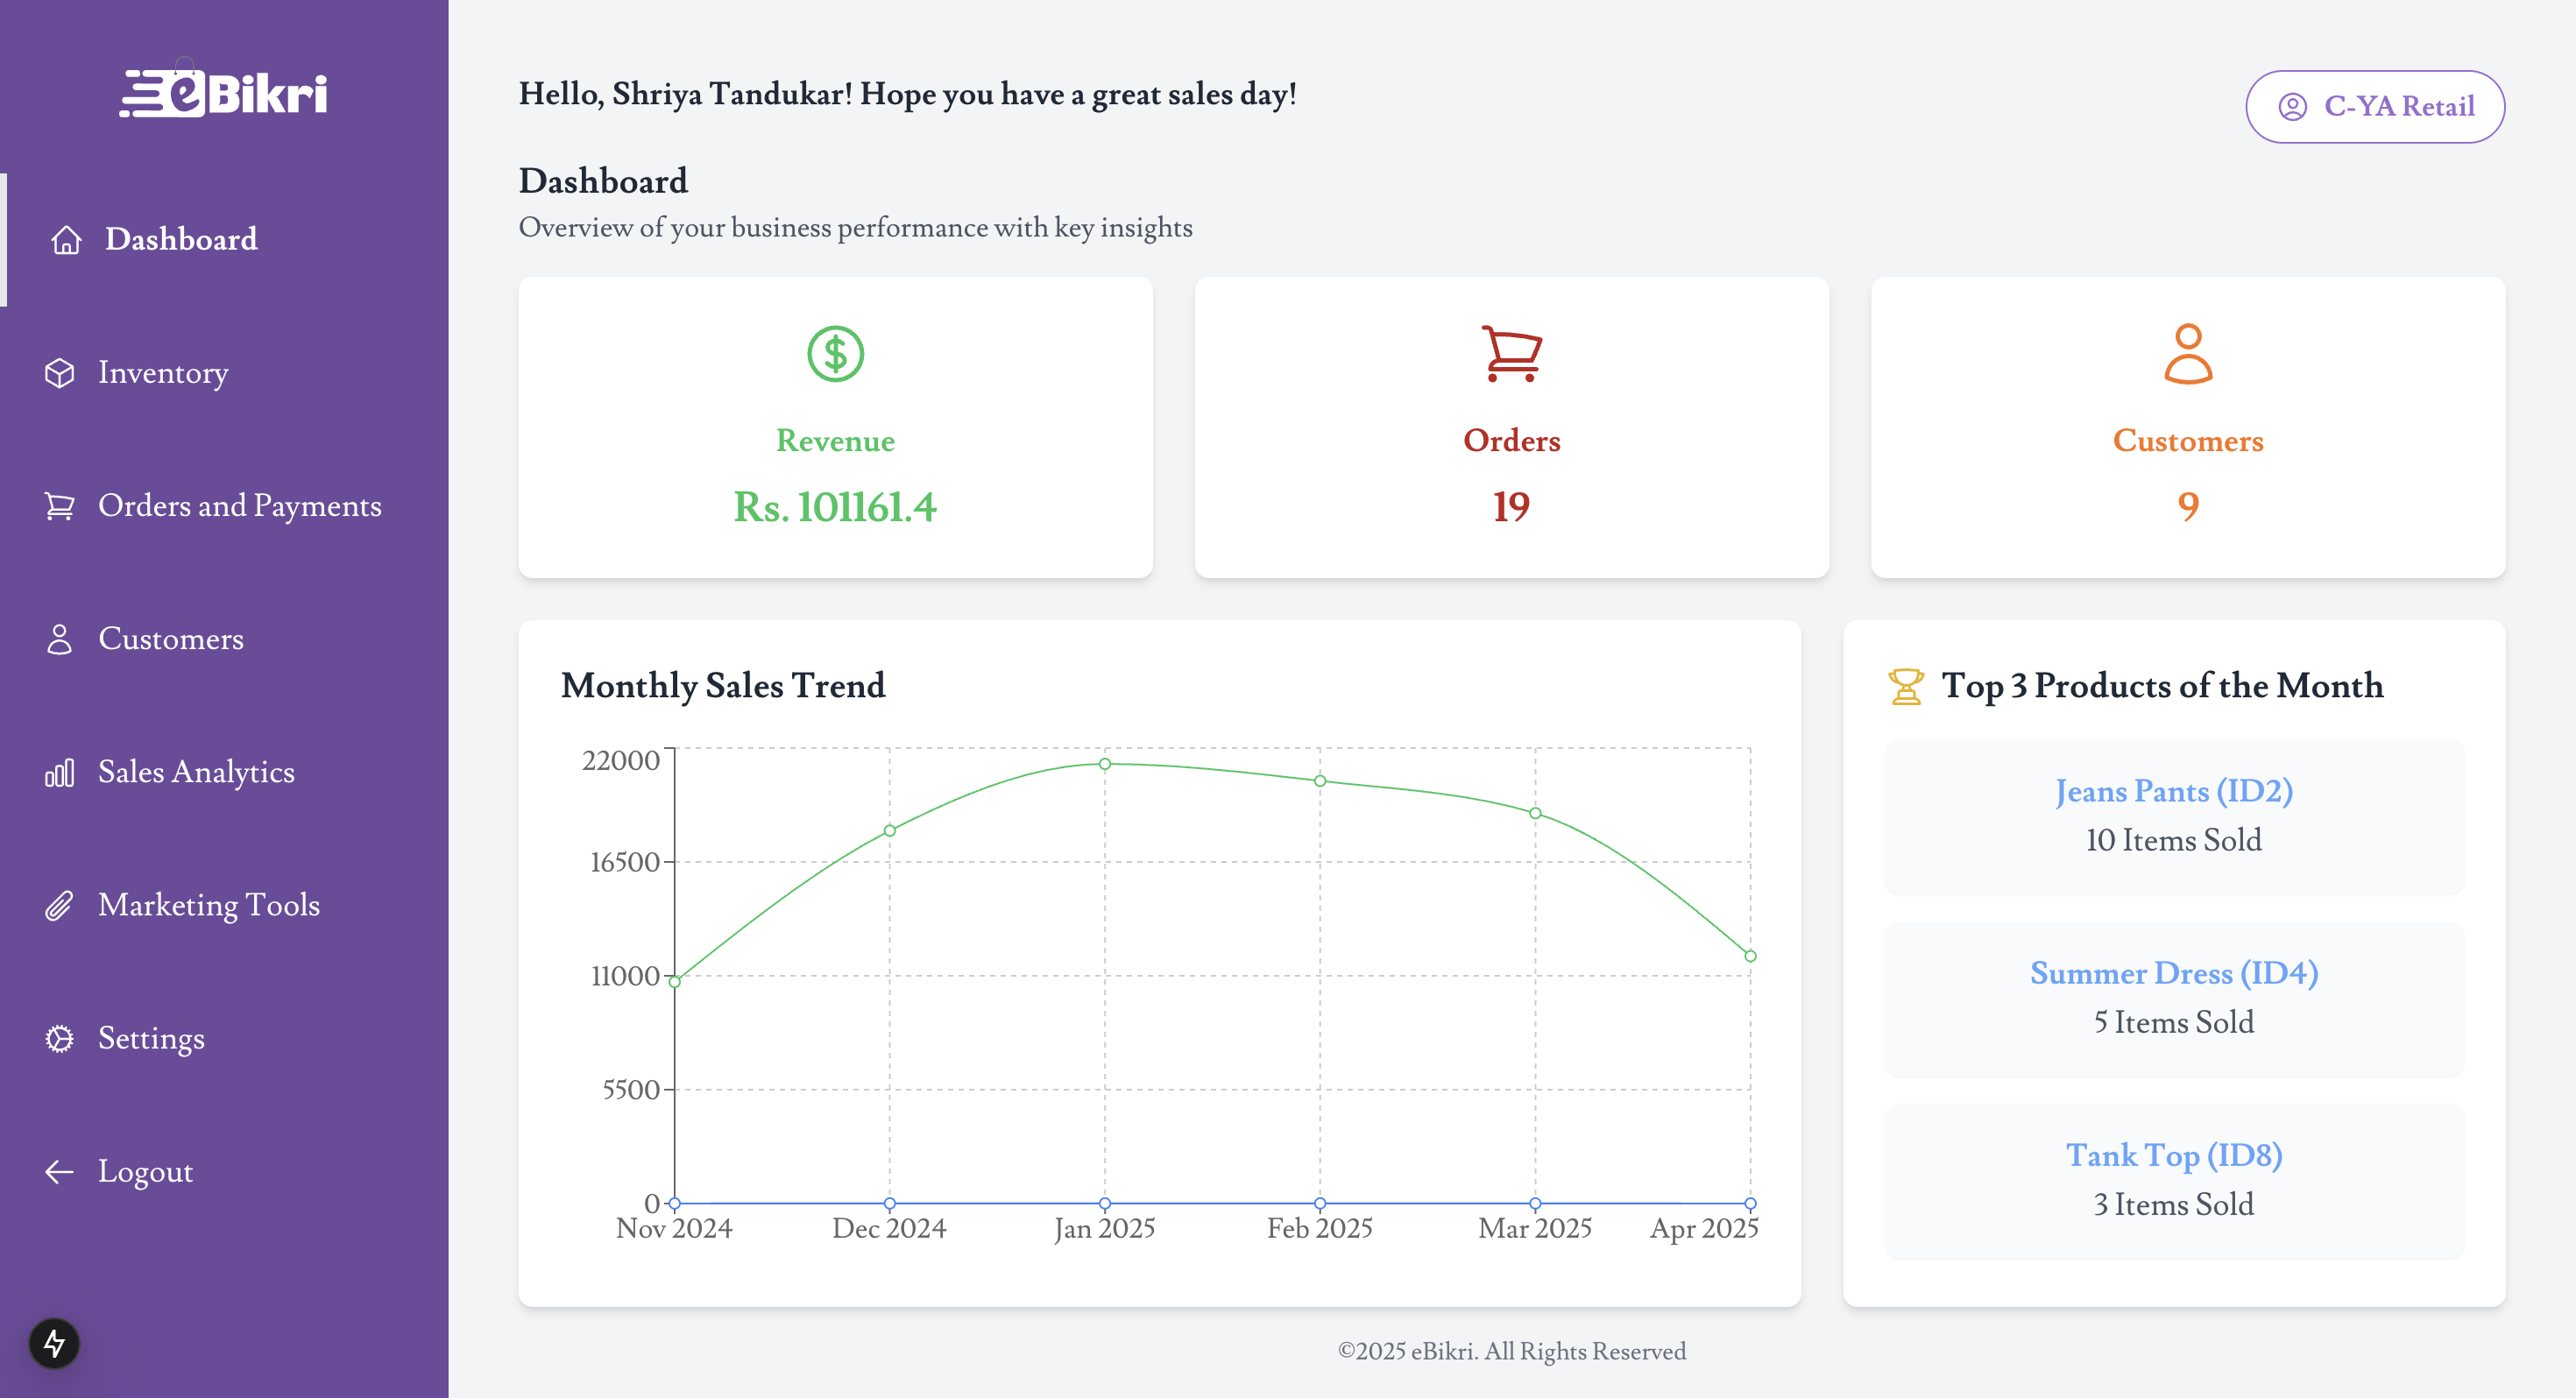 eBikri
Dashboard
Inventory
Orders and Payments
Customers
Sales Analytics
Marketing Tools
Settings
Logout
Hello, Shriya Tandukar! Hope you have a great sales day!
C-YA Retail
Dashboard
Overview of your business performance with key insights
Revenue
Rs. 101161.4
Orders
19
Customers
9
Monthly Sales Trend
22000
16500
11000
5500
0
Nov 2024 Dec 2024 Jan 2025 Feb 2025 Mar 2025 Apr 2025
Top 3 Products of the Month
Jeans Pants (ID2)
10 Items Sold
Summer Dress (ID4)
5 Items Sold
Tank Top (ID8)
3 Items Sold
©2025 eBikri. All Rights Reserved